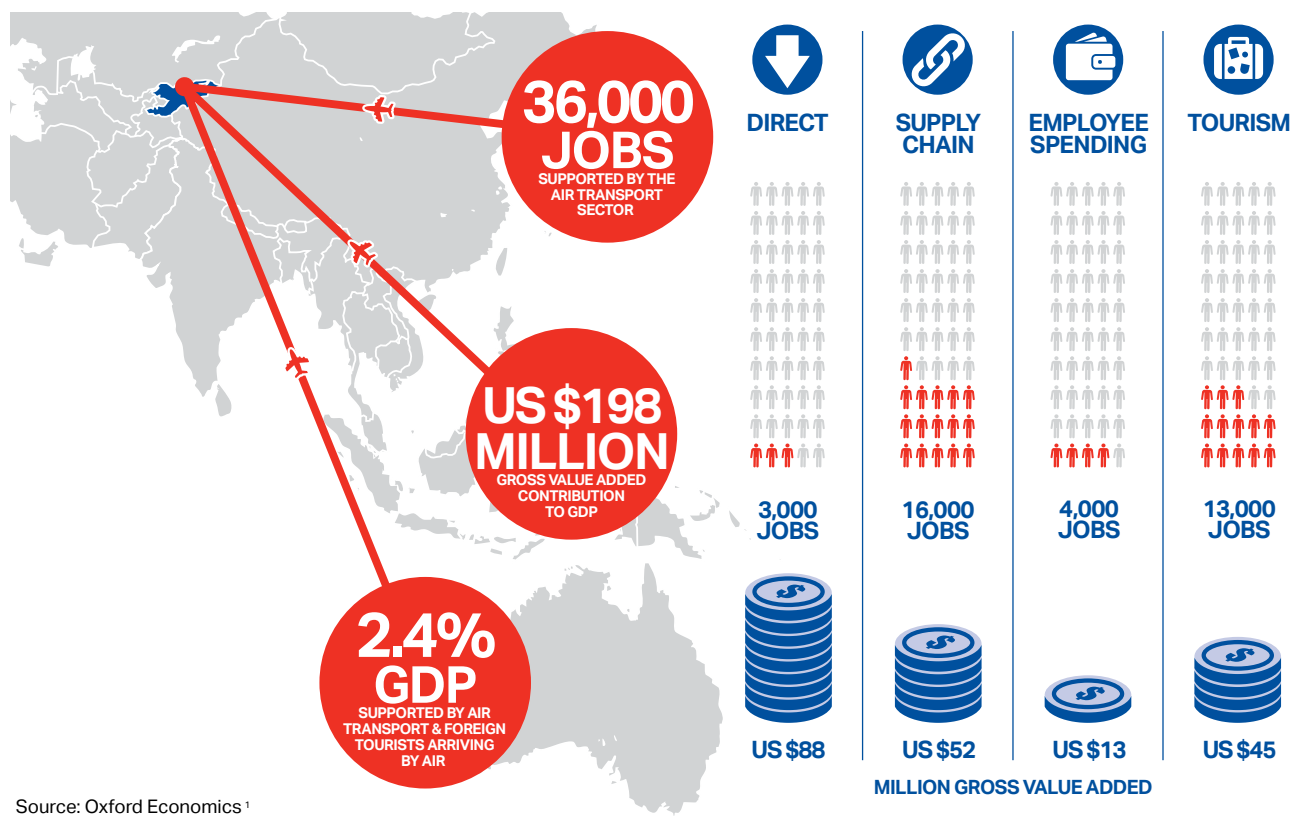 36,000
JOBS
SUPPORTED BY THE
AIR TRANSPORT
SECTOR
US $198
MILLION
GROSS VALUE ADDED
CONTRIBUTION
TO GDP
2.4%
GDP
SUPPORTED BY AIR
TRANSPORT & FOREIGN
TOURISTS ARRIVING
BY AIR
DIRECT
SUPPLY
CHAIN
EMPLOYEE
SPENDING
TOURISM
3,000
JOBS
16,000
JOBS
4,000
JOBS
13,000
JOBS
$
$
$
$
US $88
US $52
US $13
US $45
MILLION GROSS VALUE ADDED
Source: Oxford Economics ¹